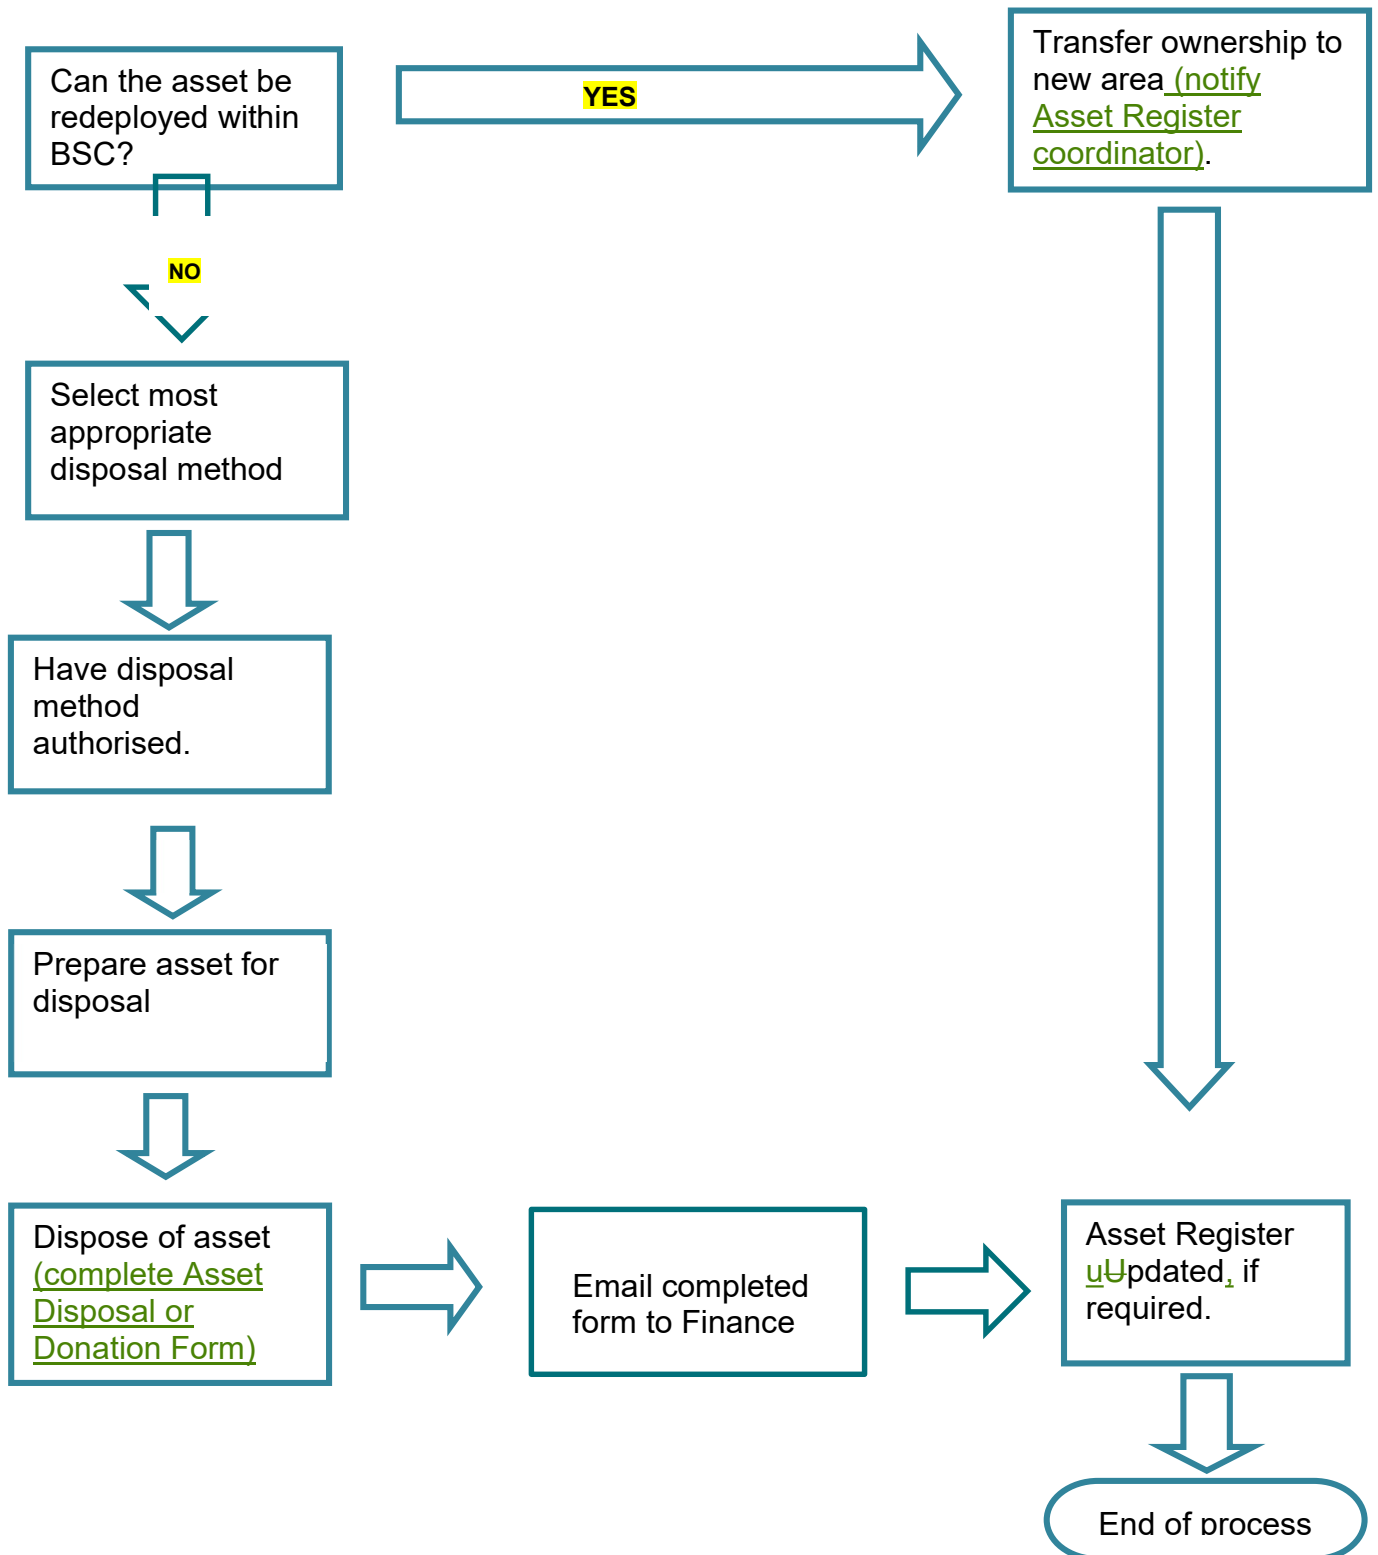 Can the asset be
redeployed within
BSC?
YES
Transfer ownership to
new area (notify
Asset Register
coordinator).
NO
Select most
appropriate
disposal method
Have disposal
method
authorised.
Prepare asset for
disposal
Dispose of asset
(complete Asset
Disposal or
Donation Form)
Email completed
form to Finance
Asset Register
uUpdated, if
required.
End of process